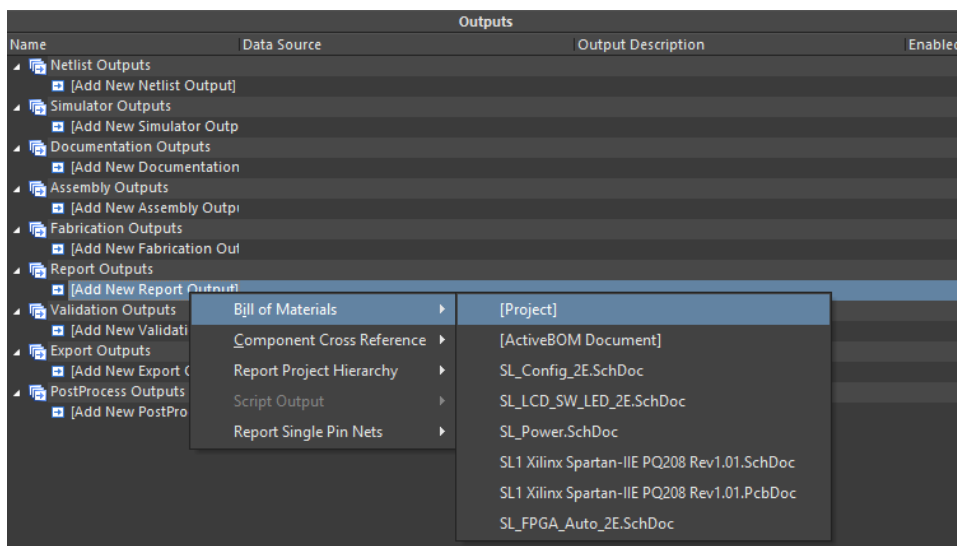 Outputs
Name Data Source Output Description Enabled
Netlist Outputs
[Add New Netlist Output]
Simulator Outputs
[Add New Simulator Outp
Documentation Outputs
[Add New Documentation
Assembly Outputs
[Add New Assembly Outpu
Fabrication Outputs
[Add New Fabrication Out
Report Outputs
[Add New Report Output]
Validation Outputs
[Add New Validati
Export Outputs
[Add New Export
PostProcess Outputs
[Add New PostPro
Bill of Materials
Component Cross Reference
Report Project Hierarchy
Script Output
Report Single Pin Nets
[Project]
[ActiveBOM Document]
SL_Config_2E.SchDoc
SL_LCD_SW_LED_2E.SchDoc
SL_Power.SchDoc
SL1 Xilinx Spartan-IIE PQ208 Rev1.01.SchDoc
SL1 Xilinx Spartan-IIE PQ208 Rev1.01.PcbDoc
SL_FPGA_Auto_2E.SchDoc